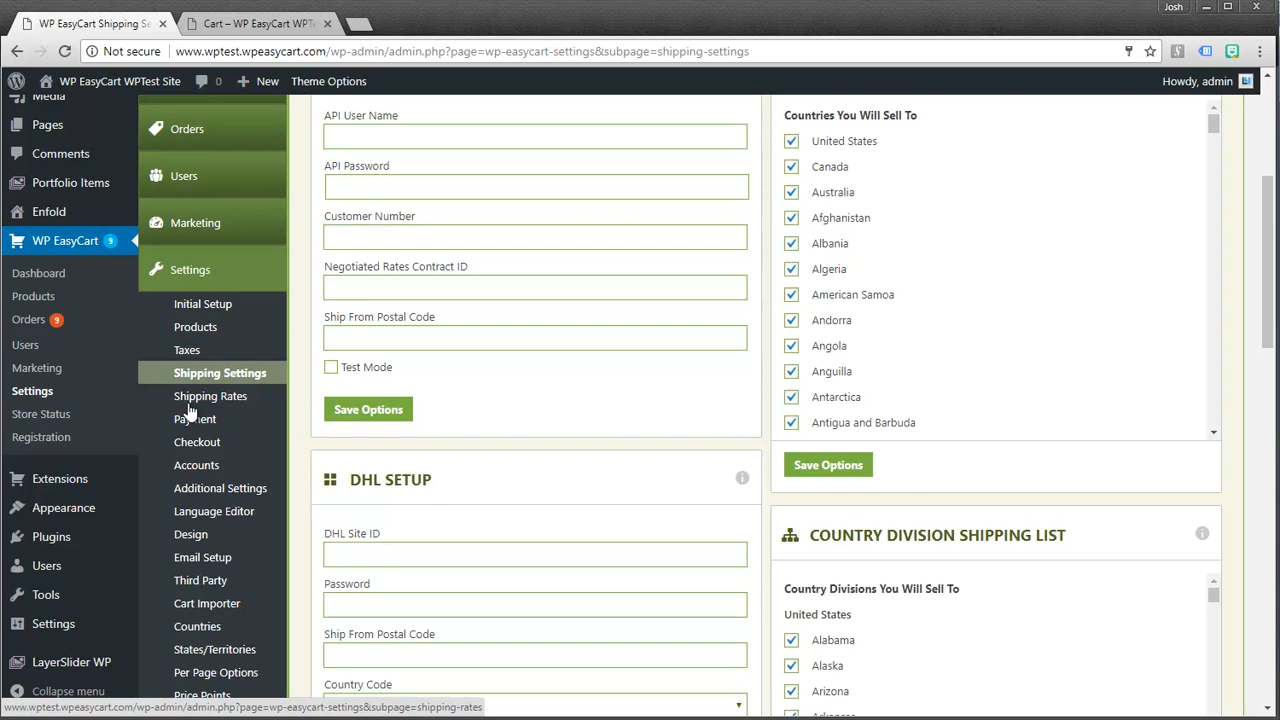 Josh
WP EasyCart Shipping Se
Cart – WP EasyCart WPTe
Not secure
www.wptest.wpeasycart.com/wp-admin/admin.php?page=wp-easycart-settings&subpage=shipping-settings
WP EasyCart WPTest Site
0
New
Theme Options
Howdy, admin
Media
Pages
Comments
Portfolio Items
Enfold
WP EasyCart 9
Dashboard
Products
Orders 9
Users
Marketing
Settings
Store Status
Registration
Extensions
Appearance
Plugins
Users
Tools
Settings
LayerSlider WP
Collapse menu
Orders
Users
Marketing
Settings
Initial Setup
Products
Taxes
Shipping Settings
Shipping Rates
Payment
Checkout
Accounts
Additional Settings
Language Editor
Design
Email Setup
Third Party
Cart Importer
Countries
States/Territories
Per Page Options
Price Points
API User Name
API Password
Customer Number
Negotiated Rates Contract ID
Ship From Postal Code
Test Mode
Save Options
DHL SETUP
DHL Site ID
Password
Ship From Postal Code
Country Code
Countries You Will Sell To
United States
Canada
Australia
Afghanistan
Albania
Algeria
American Samoa
Andorra
Angola
Anguilla
Antarctica
Antigua and Barbuda
Save Options
COUNTRY DIVISION SHIPPING LIST
Country Divisions You Will Sell To
United States
Alabama
Alaska
Arizona
www.wptest.wpeasycart.com/wp-admin/admin.php?page=wp-easycart-settings&subpage=shipping-rates